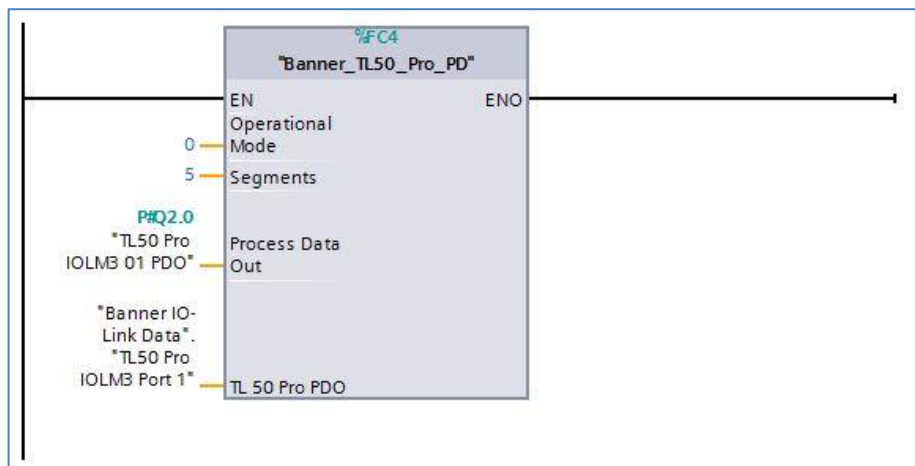 %FC4
"Banner_TL50_Pro_PD"
EN ENO
Operational
0 Mode
5 Segments
P#Q2.0
"TL50 Pro
IOLM3 01 PDO"
Process Data
Out
"Banner IO-
Link Data".
"TL50 Pro
IOLM3 Port 1"
TL 50 Pro PDO